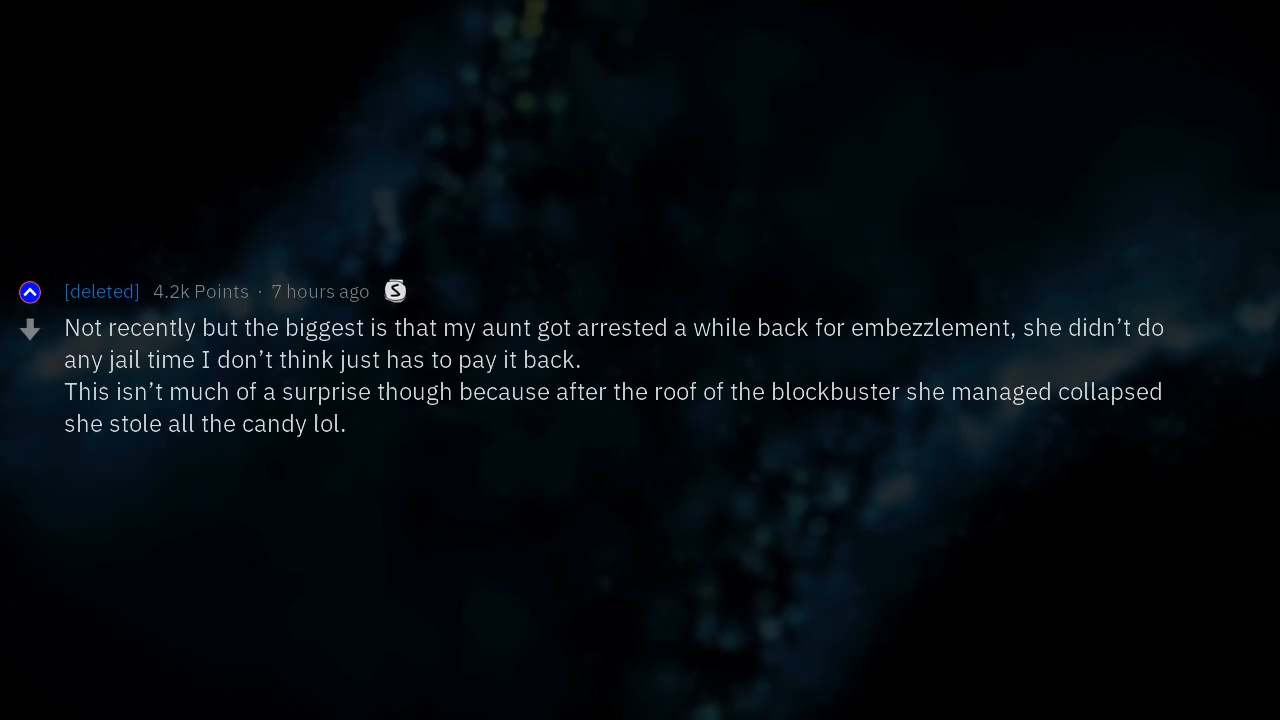 [deleted] 4.2k Points · 7 hours ago S
Not recently but the biggest is that my aunt got arrested a while back for embezzlement, she didn’t do
any jail time I don’t think just has to pay it back.
This isn’t much of a surprise though because after the roof of the blockbuster she managed collapsed
she stole all the candy lol.